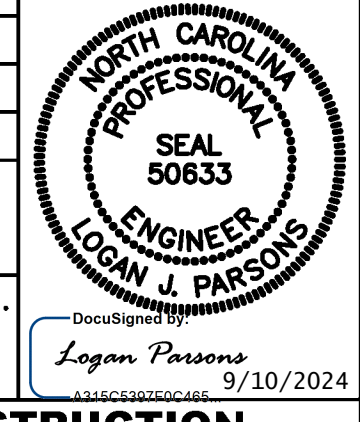 NORTH CAROLINA
PROFESSIONAL
SEAL
50633
ENGINEER
LOGAN J. PARSONS
DocuSigned by:
Logan Parsons
A315C5397F0C465...
9/10/2024